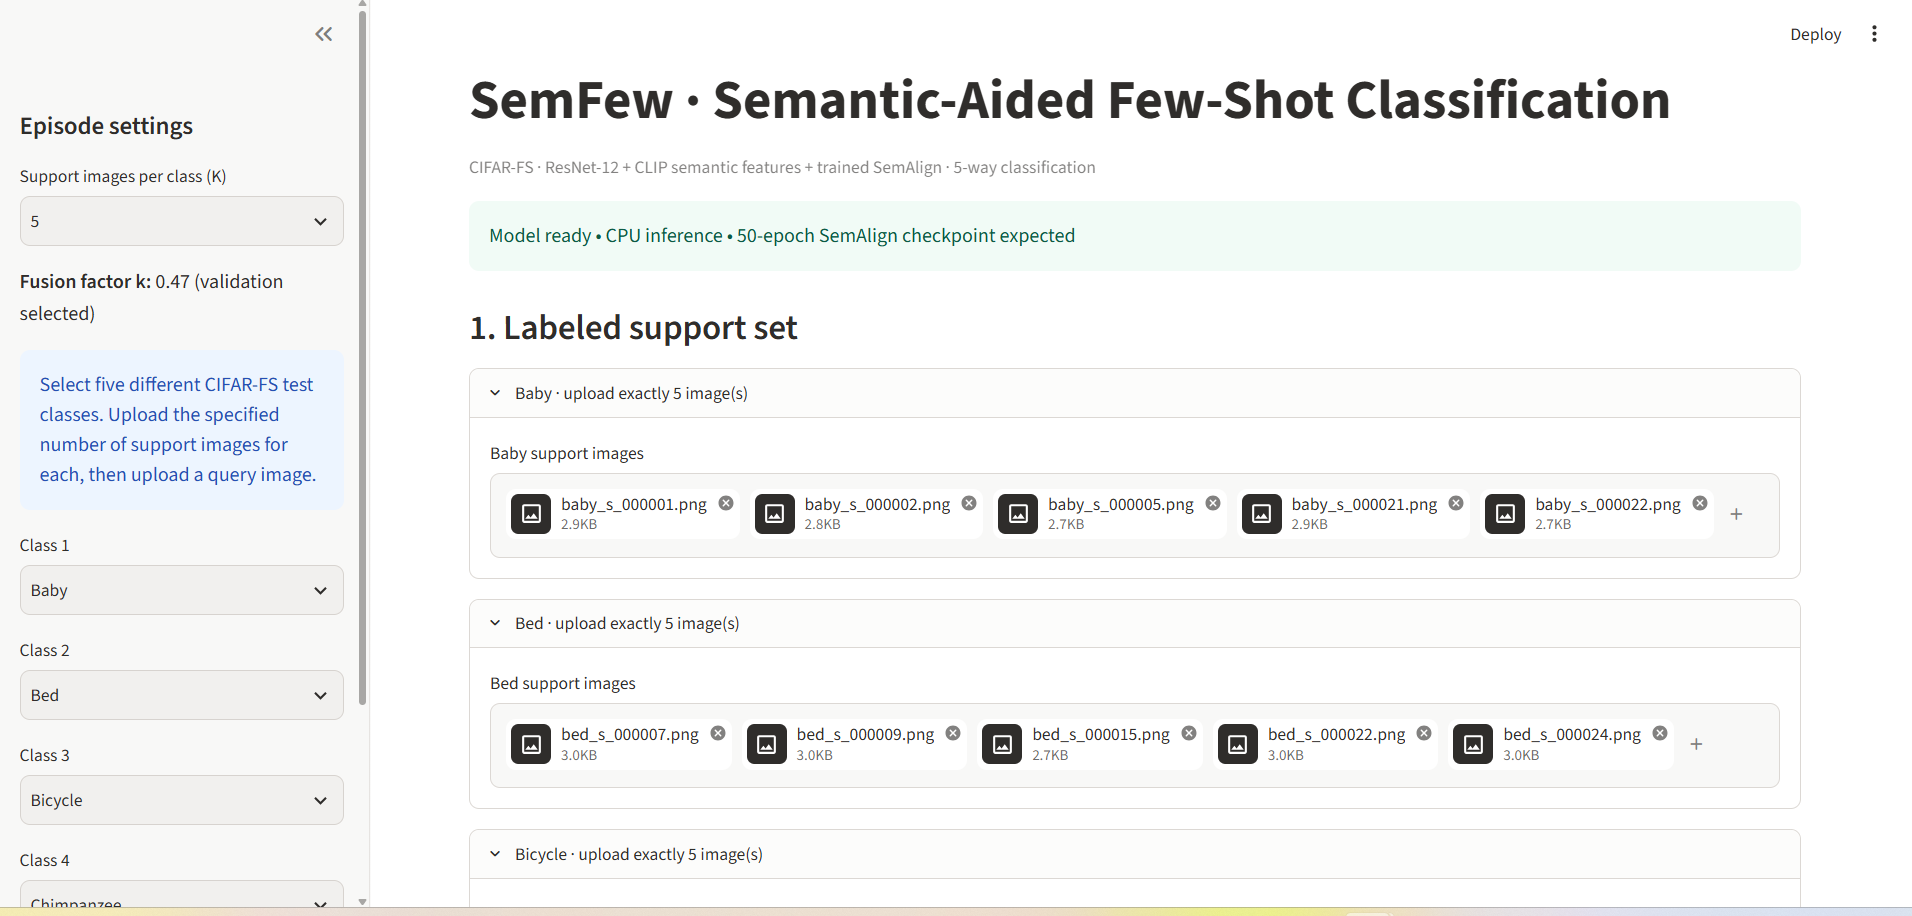 Episode settings
Support images per class (K)
5
Fusion factor k: 0.47 (validation
selected)
Select five different CIFAR-FS test
classes. Upload the specified
number of support images for
each, then upload a query image.
Class 1
Baby
Class 2
Bed
Class 3
Bicycle
Class 4
Chimpanzee
Deploy
SemFew · Semantic-Aided Few-Shot Classification
CIFAR-FS · ResNet-12 + CLIP semantic features + trained SemAlign · 5-way classification
Model ready • CPU inference • 50-epoch SemAlign checkpoint expected
1. Labeled support set
Baby · upload exactly 5 image(s)
Baby support images
baby_s_000001.png baby_s_000002.png baby_s_000005.png baby_s_000021.png baby_s_000022.png
2.9KB 2.8KB 2.7KB 2.9KB 2.7KB
Bed · upload exactly 5 image(s)
Bed support images
bed_s_000007.png bed_s_000009.png bed_s_000015.png bed_s_000022.png bed_s_000024.png
3.0KB 3.0KB 2.7KB 3.0KB 3.0KB
Bicycle · upload exactly 5 image(s)